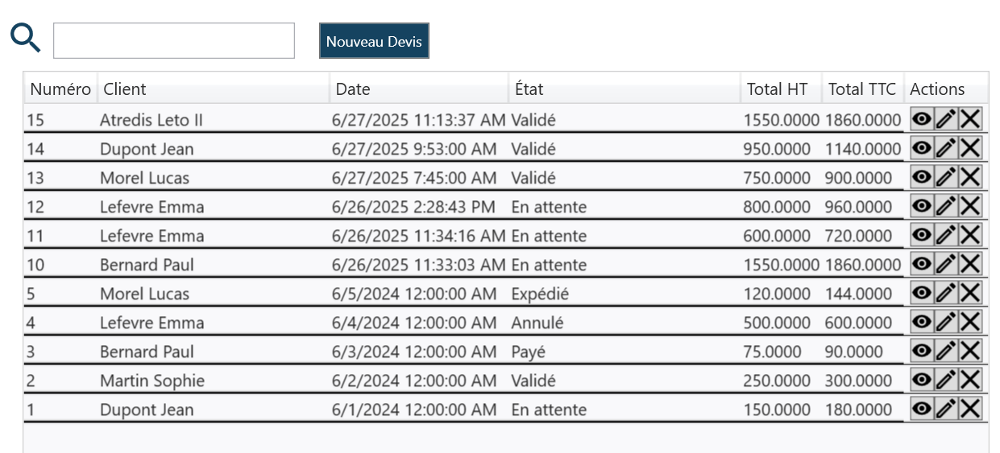 Nouveau Devis
Numéro Client Date État Total HT Total TTC Actions
15 Atredis Leto II 6/27/2025 11:13:37 AM Validé 1550.0000 1860.0000
14 Dupont Jean 6/27/2025 9:53:00 AM Validé 950.0000 1140.0000
13 Morel Lucas 6/27/2025 7:45:00 AM Validé 750.0000 900.0000
12 Lefevre Emma 6/26/2025 2:28:43 PM En attente 800.0000 960.0000
11 Lefevre Emma 6/26/2025 11:34:16 AM En attente 600.0000 720.0000
10 Bernard Paul 6/26/2025 11:33:03 AM En attente 1550.0000 1860.0000
5 Morel Lucas 6/5/2024 12:00:00 AM Expédié 120.0000 144.0000
4 Lefevre Emma 6/4/2024 12:00:00 AM Annulé 500.0000 600.0000
3 Bernard Paul 6/3/2024 12:00:00 AM Payé 75.0000 90.0000
2 Martin Sophie 6/2/2024 12:00:00 AM Validé 250.0000 300.0000
1 Dupont Jean 6/1/2024 12:00:00 AM En attente 150.0000 180.0000